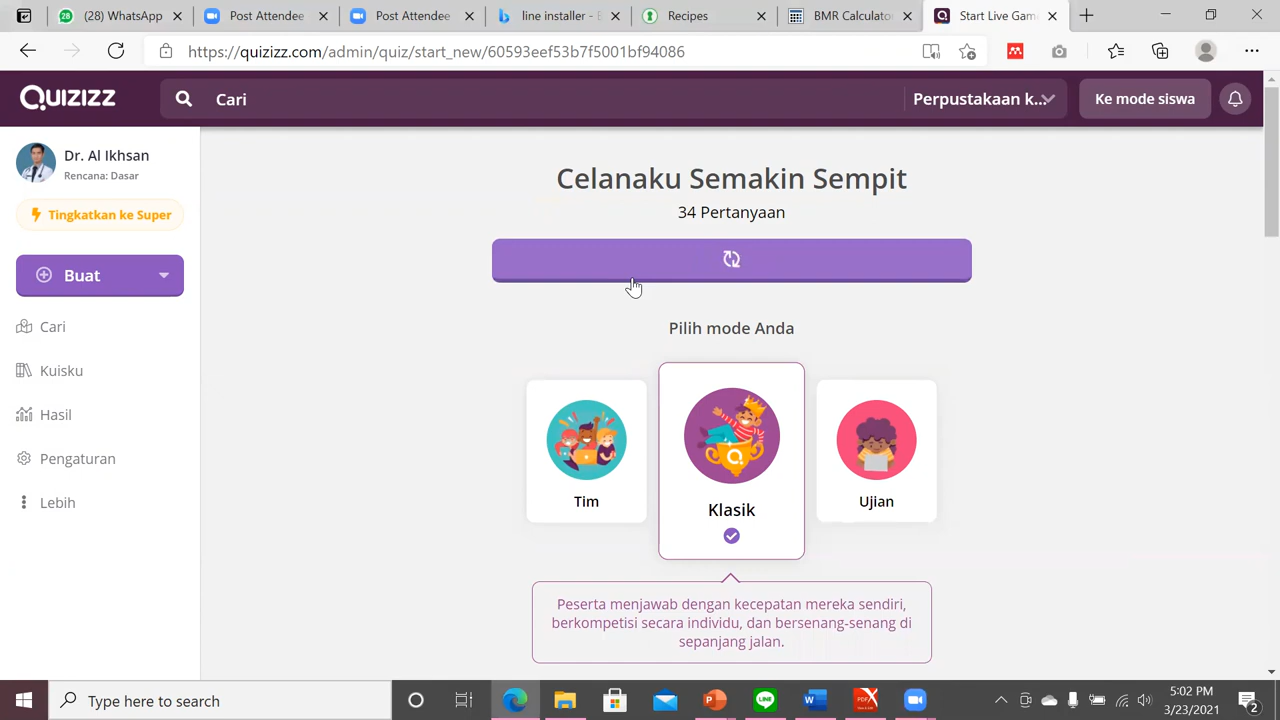 (28) WhatsApp
Post Attendee
Post Attendee
line installer - B
Recipes
BMR Calculato
Start Live Gam
https://quizizz.com/admin/quiz/start_new/60593eef53b7f5001bf94086
Quizizz
Cari
Perpustakaan k...
Ke mode siswa
Dr. Al Ikhsan
Rencana: Dasar
Tingkatkan ke Super
Buat
Cari
Kuisku
Hasil
Pengaturan
Lebih
Celanaku Semakin Sempit
34 Pertanyaan
Pilih mode Anda
Tim
Klasik
Ujian
Peserta menjawab dengan kecepatan mereka sendiri,
berkompetisi secara individu, dan bersenang-senang di
sepanjang jalan.
Type here to search
5:02 PM
3/23/2021
2